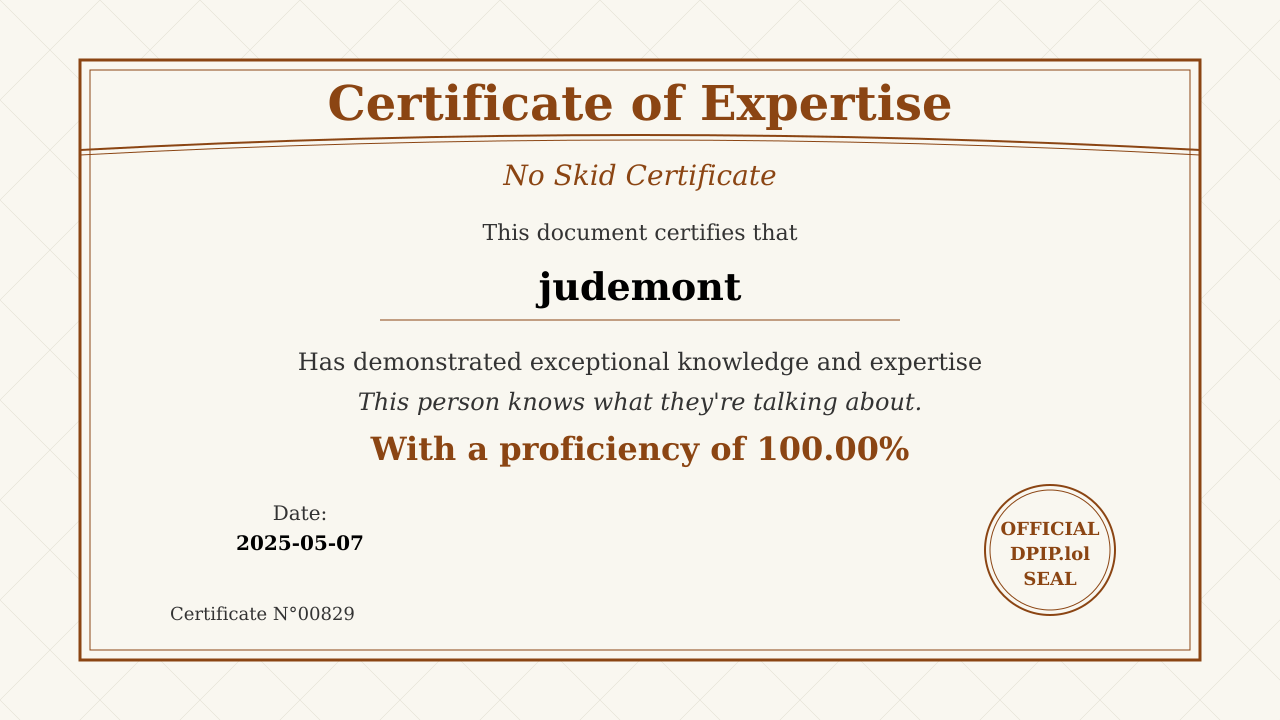 Certificate of Expertise
No Skid Certificate
This document certifies that
judemont
Has demonstrated exceptional knowledge and expertise
This person knows what they're talking about.
With a proficiency of 100.00%
Date:
2025-05-07
OFFICIAL
DPIP.lol
SEAL
Certificate N°00829